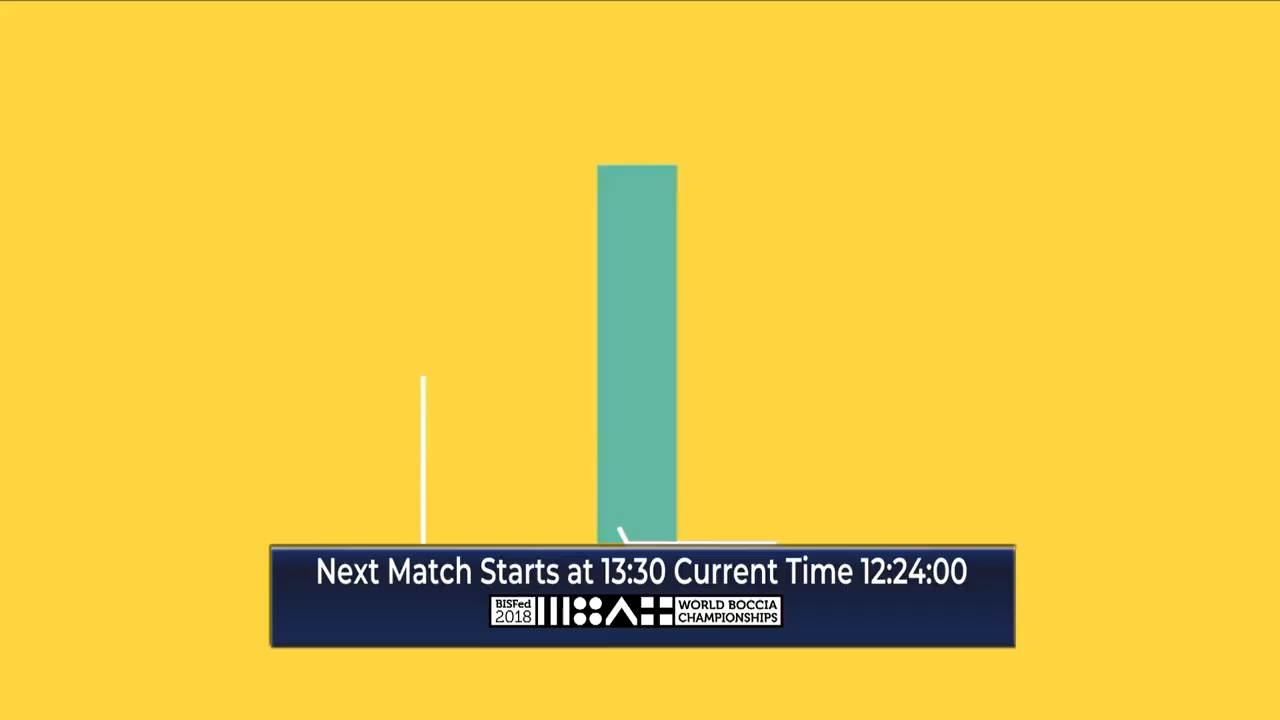 Next Match Starts at 13:30 Current Time 12:24:00
BISFed
2018
WORLD BOCCIA
CHAMPIONSHIPS